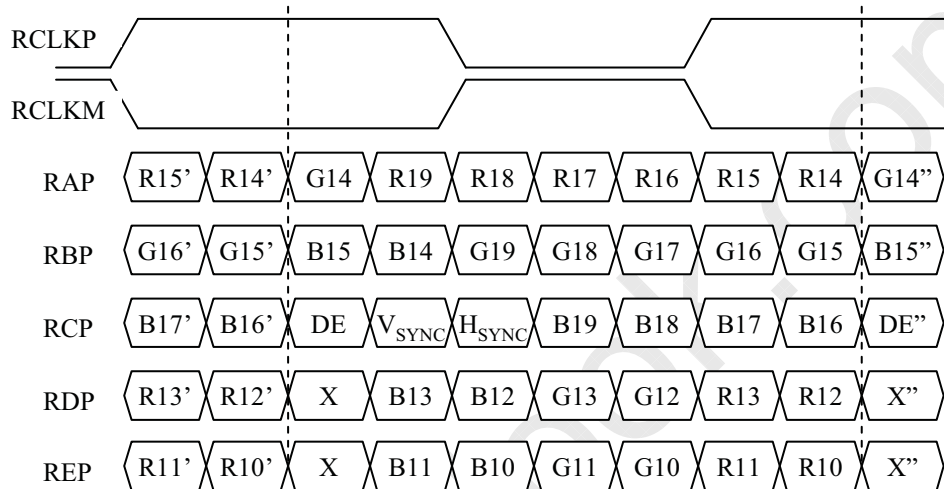 RCLKP
RCLKM
RAP R15’ R14’ G14 R19 R18 R17 R16 R15 R14 G14”
RBP G16’ G15’ B15 B14 G19 G18 G17 G16 G15 B15”
RCP B17’ B16’ DE VSYNC HSYNC B19 B18 B17 B16 DE”
RDP R13’ R12’ X B13 B12 G13 G12 R13 R12 X”
REP R11’ R10’ X B11 B10 G11 G10 R11 R10 X”